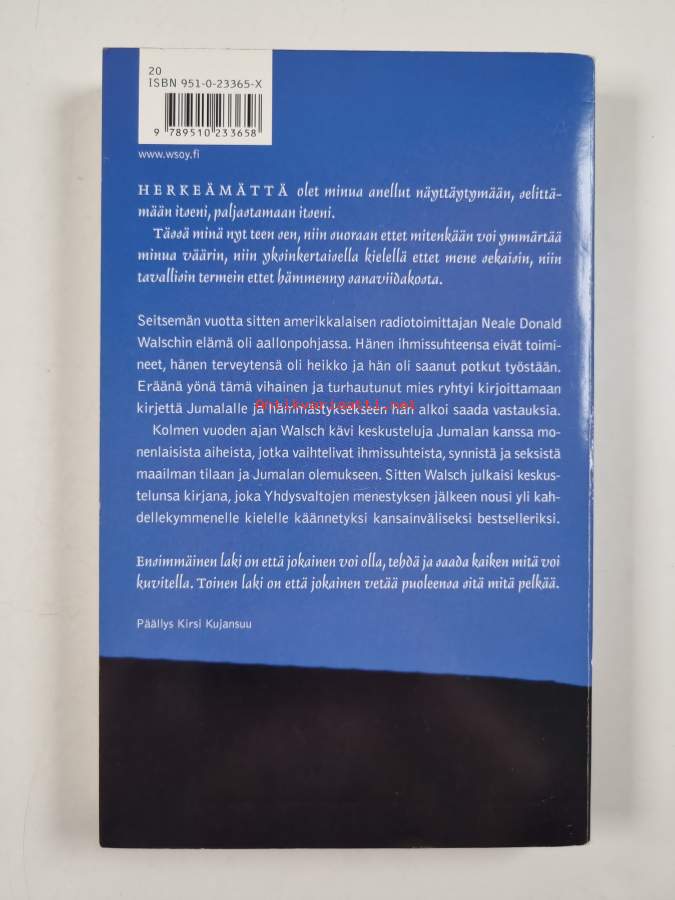 20
ISBN 951-0-23365-X
9 789510 233658
www.wsoy.fi
HERKEÄMÄTTÄ olet minua anellut näyttäytymään, selittä-
mään itseni, paljastamaan itseni.
Tässä minä nyt teen sen, niin suoraan ettet mitenkään voi ymmärtää
minua väärin, niin yksinkertaisella kielellä ettet mene sekaisin, niin
tavallisin termein ettet hämmenny sanaviidakosta.
Seitsemän vuotta sitten amerikkalaisen radiotoimittajan Neale Donald
Walschin elämä oli aallonpohjassa. Hänen ihmissuhteensa eivät toimi-
neet, hänen terveytensä oli heikko ja hän oli saanut potkut työstään.
Eräänä yönä tämä vihainen ja turhautunut mies ryhtyi kirjoittamaan
kirjettä Jumalalle ja hämmästyksekseen hän alkoi saada vastauksia.
Antikvariaatti.net
Kolmen vuoden ajan Walsch kävi keskusteluja Jumalan kanssa mo-
nenlaisista aiheista, jotka vaihtelivat ihmissuhteista, synnistä ja seksistä
maailman tilaan ja Jumalan olemukseen. Sitten Walsch julkaisi keskus-
telunsa kirjana, joka Yhdysvaltojen menestyksen jälkeen nousi yli kah-
dellekymmenelle kielelle käännetyksi kansainväliseksi bestselleriksi.
Ensimmäinen laki on että jokainen voi olla, tehdä ja saada kaiken mitä voi
kuvitella. Toinen laki on että jokainen vetää puoleensa sitä mitä pelkää.
Päällys Kirsi Kujansuu